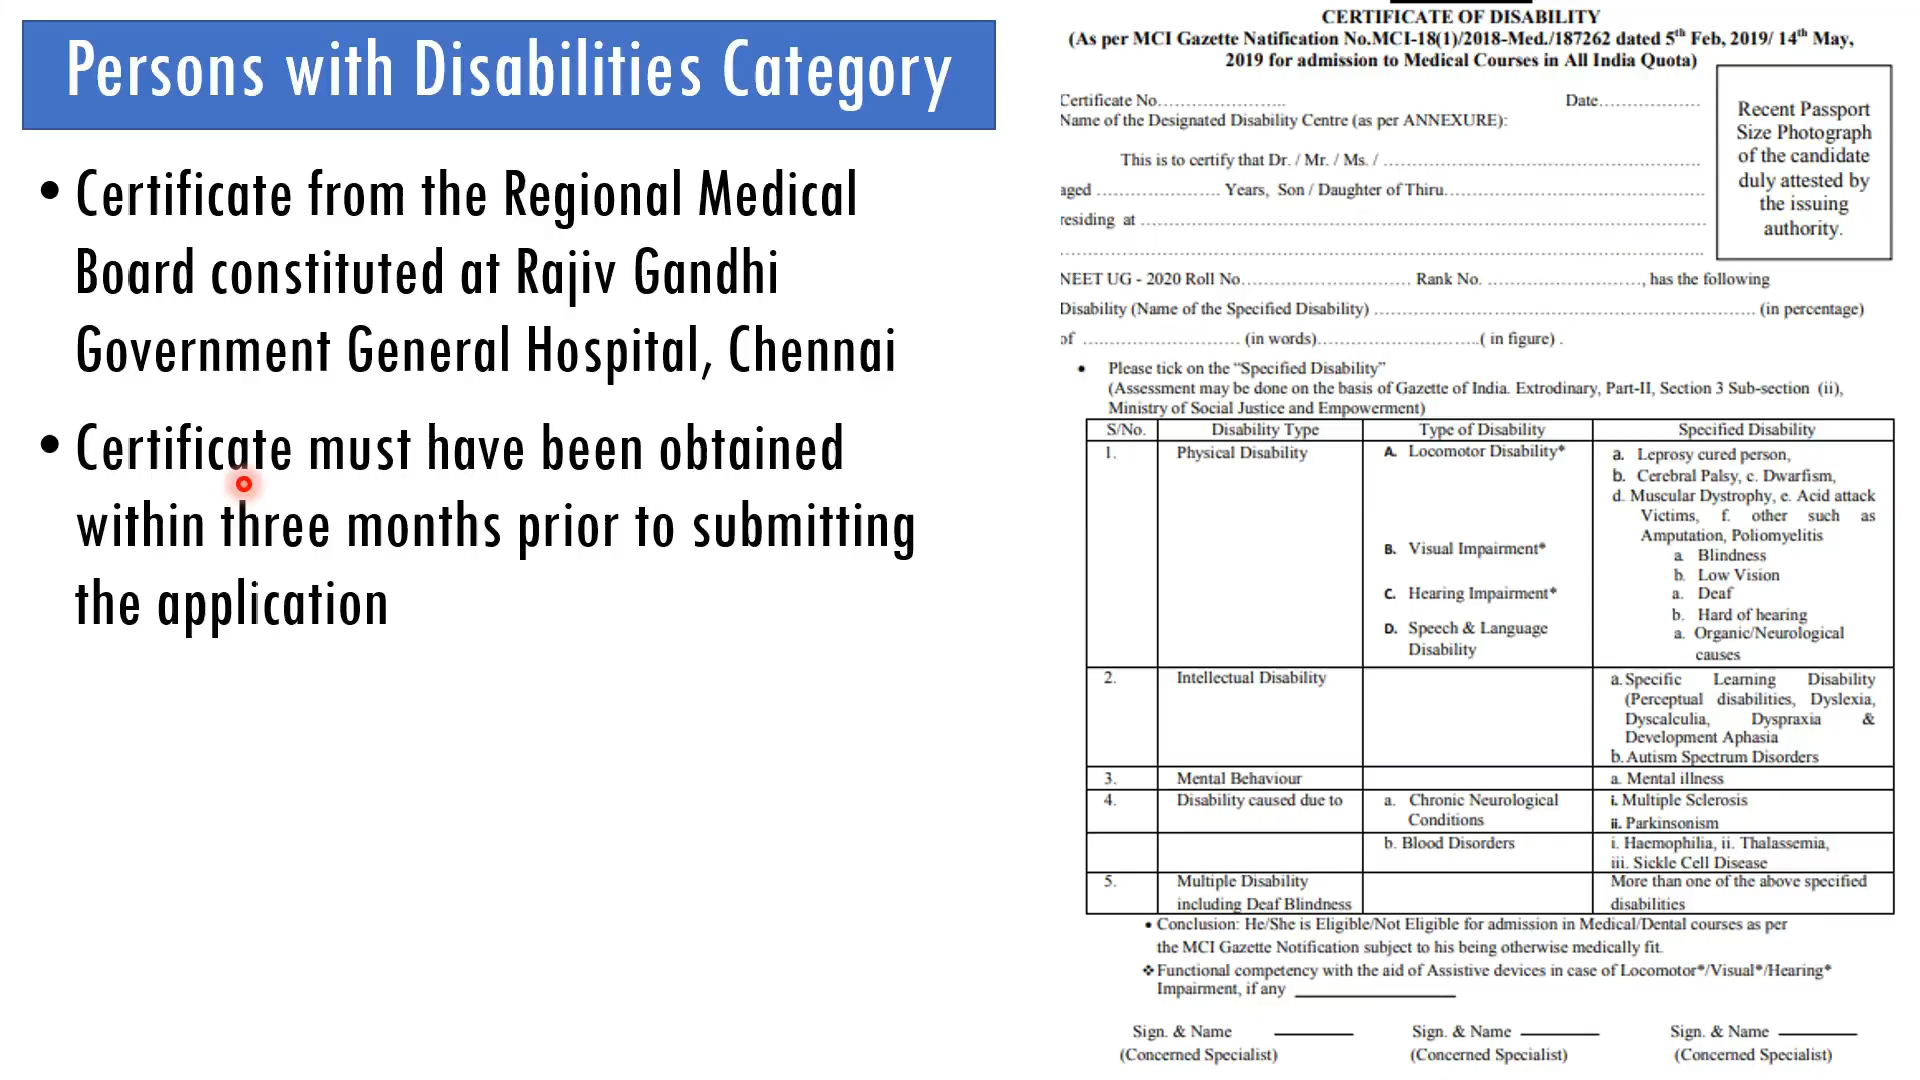 Persons with Disabilities Category
• Certificate from the Regional Medical
Board constituted at Rajiv Gandhi
Government General Hospital, Chennai
• Certificate must have been obtained
within three months prior to submitting
the application
CERTIFICATE OF DISABILITY
(As per MCI Gazette Natification No.MCI-18(1)/2018-Med./187262 dated 5th Feb, 2019/ 14th May,
2019 for admission to Medical Courses in All India Quota)
Certificate No....................... Date..................
Name of the Designated Disability Centre (as per ANNEXURE):
This is to certify that Dr. / Mr. / Ms. / ..........................................................
aged ...................... Years, Son / Daughter of Thiru..............................................
residing at ..........................................................................................
..........................................................................................
Recent Passport
Size Photograph
of the candidate
duly attested by
the issuing
authority.
NEET UG - 2020 Roll No.............................. Rank No. ..........................., has the following
Disability (Name of the Specified Disability) .................................................................... (in percentage)
of ............................ (in words).............................( in figure) .
• Please tick on the “Specified Disability”
(Assessment may be done on the basis of Gazette of India. Extrodinary, Part-II, Section 3 Sub-section (ii),
Ministry of Social Justice and Empowerment)
S/No. Disability Type Type of Disability Specified Disability
1. Physical Disability A. Locomotor Disability* a. Leprosy cured person,
b. Cerebral Palsy, c. Dwarfism,
d. Muscular Dystrophy, e. Acid attack
Victims, f. other such as
Amputation, Poliomyelitis
B. Visual Impairment* a. Blindness
b. Low Vision
C. Hearing Impairment* a. Deaf
b. Hard of hearing
D. Speech & Language a. Organic/Neurological
Disability causes
2. Intellectual Disability a. Specific Learning Disability
(Perceptual disabilities, Dyslexia,
Dyscalculia, Dyspraxia &
Development Aphasia
b. Autism Spectrum Disorders
3. Mental Behaviour a. Mental illness
4. Disability caused due to a. Chronic Neurological i. Multiple Sclerosis
Conditions ii. Parkinsonism
b. Blood Disorders i. Haemophilia, ii. Thalassemia,
iii. Sickle Cell Disease
5. Multiple Disability More than one of the above specified
including Deaf Blindness disabilities
• Conclusion: He/She is Eligible/Not Eligible for admission in Medical/Dental courses as per
the MCI Gazette Notification subject to his being otherwise medically fit.
❖ Functional competency with the aid of Assistive devices in case of Locomotor*/Visual*/Hearing*
Impairment, if any ________________
Sign. & Name ________ Sign. & Name ________ Sign. & Name ________
(Concerned Specialist) (Concerned Specialist) (Concerned Specialist)